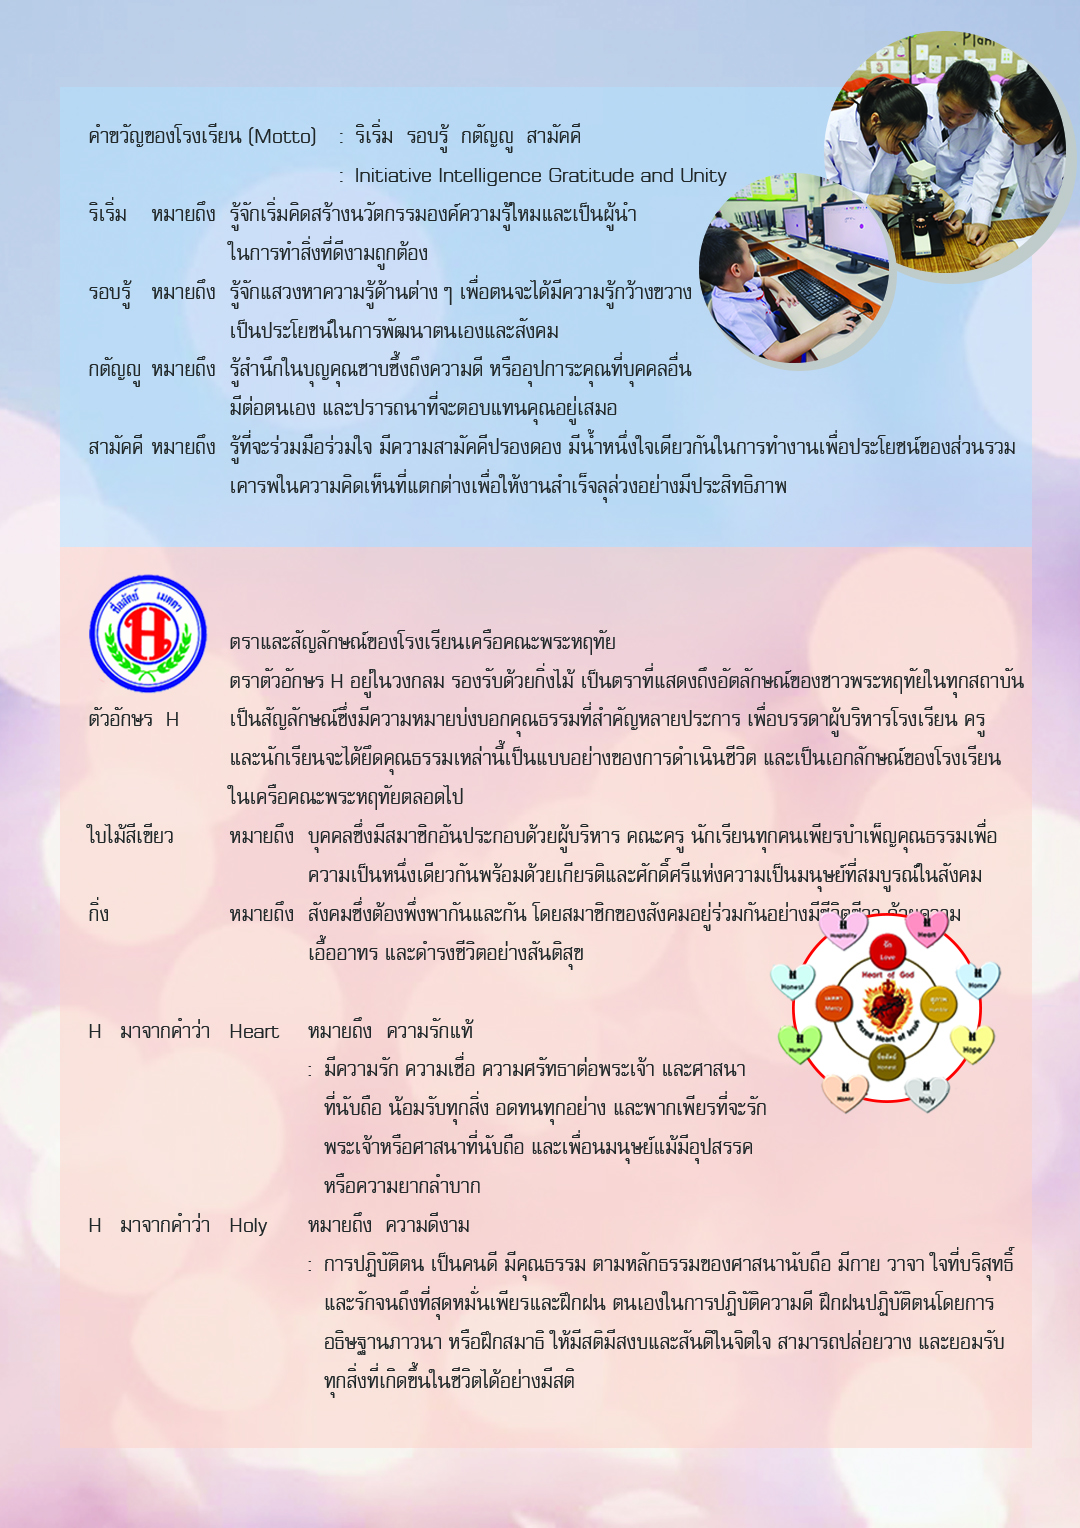 Plant
คำขวัญของโรงเรียน (Motto) : ริเริ่ม รอบรู้ กตัญญู สามัคคี
: Initiative Intelligence Gratitude and Unity
ริเริ่ม หมายถึง รู้จักเริ่มคิดสร้างนวัตกรรมองค์ความรู้ใหม่และเป็นผู้นำ
ในการทำสิ่งที่ดีงามถูกต้อง
รอบรู้ หมายถึง รู้จักแสวงหาความรู้ด้านต่าง ๆ เพื่อตนจะได้มีความรู้กว้างขวาง
เป็นประโยชน์ในการพัฒนาตนเองและสังคม
กตัญญู หมายถึง รู้สำนึกในบุญคุณซาบซึ้งถึงความดี หรืออุปการะคุณที่บุคคลอื่น
มีต่อตนเอง และปรารถนาที่จะตอบแทนคุณอยู่เสมอ
สามัคคี หมายถึง รู้ที่จะร่วมมือร่วมใจ มีความสามัคคีปรองดอง มีน้ำหนึ่งใจเดียวกันในการทำงานเพื่อประโยชน์ของส่วนรวม
เคารพในความคิดเห็นที่แตกต่างเพื่อให้งานสำเร็จลุล่วงอย่างมีประสิทธิภาพ
ซื่อสัตย์ เมตตา
H
ตราและสัญลักษณ์ของโรงเรียนเครือคณะพระหฤทัย
ตราตัวอักษร H อยู่ในวงกลม รองรับด้วยกิ่งไม้ เป็นตราที่แสดงถึงอัตลักษณ์ของชาวพระหฤทัยในทุกสถาบัน
ตัวอักษร H เป็นสัญลักษณ์ซึ่งมีความหมายบ่งบอกคุณธรรมที่สำคัญหลายประการ เพื่อบรรดาผู้บริหารโรงเรียน ครู
และนักเรียนจะได้ยึดคุณธรรมเหล่านี้เป็นแบบอย่างของการดำเนินชีวิต และเป็นเอกลักษณ์ของโรงเรียน
ในเครือคณะพระหฤทัยตลอดไป
ใบไม้สีเขียว หมายถึง บุคคลซึ่งมีสมาชิกอันประกอบด้วยผู้บริหาร คณะครู นักเรียนทุกคนเพียรบำเพ็ญคุณธรรมเพื่อ
ความเป็นหนึ่งเดียวกันพร้อมด้วยเกียรติและศักดิ์ศรีแห่งความเป็นมนุษย์ที่สมบูรณ์ในสังคม
กิ่ง หมายถึง สังคมซึ่งต้องพึ่งพากันและกัน โดยสมาชิกของสังคมอยู่ร่วมกันอย่างมีชีวิตชีวา ด้วยความ
เอื้ออาทร และดำรงชีวิตอย่างสันติสุข
H Hospitality
H Heart
รัก Love
H Honest
Heart of God
H Home
เมตตา Mercy
สุภาพ
Sacred Heart of Jesus
H Humble
ซื่อสัตย์ Honest
H Hope
H Honor
H Holy
H มาจากคำว่า Heart หมายถึง ความรักแท้
: มีความรัก ความเชื่อ ความศรัทธาต่อพระเจ้า และศาสนา
ที่นับถือ น้อมรับทุกสิ่ง อดทนทุกอย่าง และพากเพียรที่จะรัก
พระเจ้าหรือศาสนาที่นับถือ และเพื่อนมนุษย์แม้มีอุปสรรค
หรือความยากลำบาก
H มาจากคำว่า Holy หมายถึง ความดีงาม
: การปฏิบัติตน เป็นคนดี มีคุณธรรม ตามหลักธรรมของศาสนานับถือ มีกาย วาจา ใจที่บริสุทธิ์
และรักจนถึงที่สุดหมั่นเพียรและฝึกฝน ตนเองในการปฏิบัติความดี ฝึกฝนปฏิบัติตนโดยการ
อธิษฐานภาวนา หรือฝึกสมาธิ ให้มีสติมีสงบและสันติในจิตใจ สามารถปล่อยวาง และยอมรับ
ทุกสิ่งที่เกิดขึ้นในชีวิตได้อย่างมีสติ